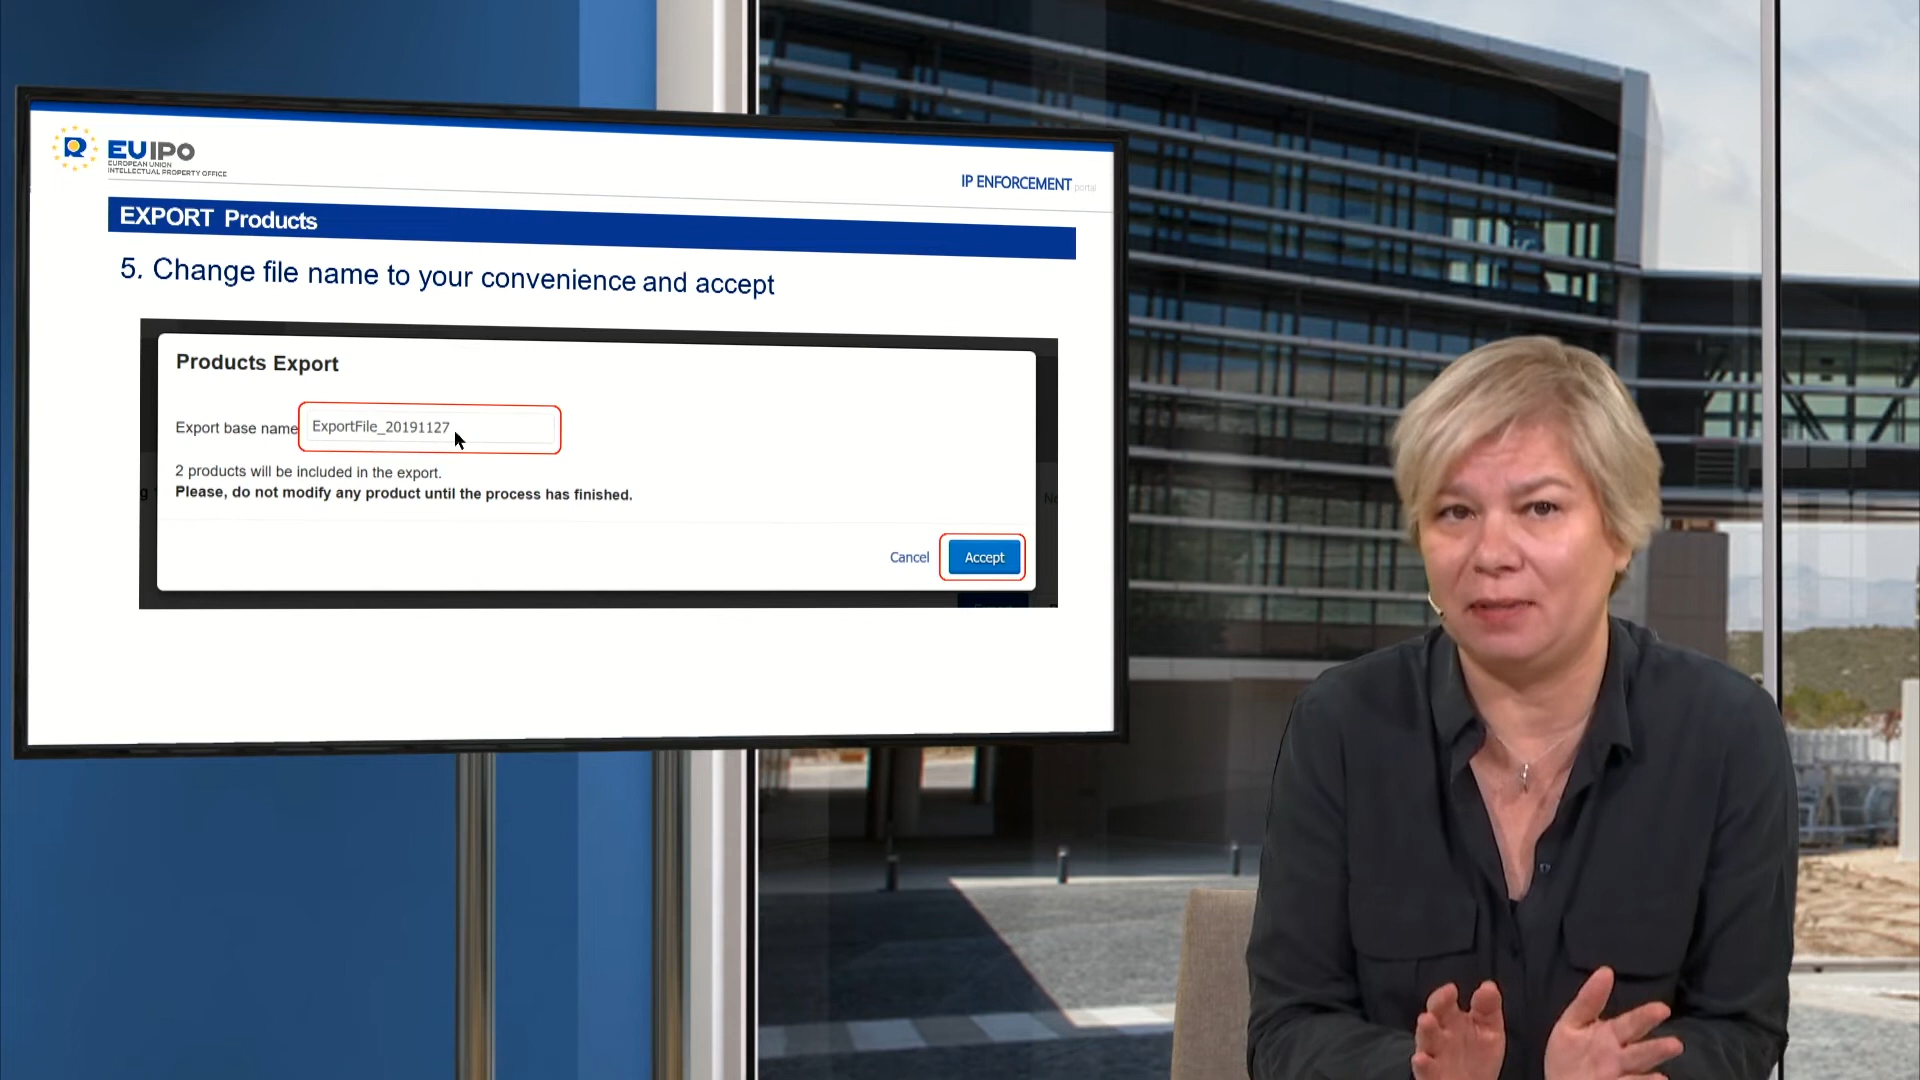 EUIPO
EUROPEAN UNION
INTELLECTUAL PROPERTY OFFICE
IP ENFORCEMENT portal
EXPORT Products
5. Change file name to your convenience and accept
Products Export
Export base name ExportFile_20191127
2 products will be included in the export.
Please, do not modify any product until the process has finished.
Cancel Accept